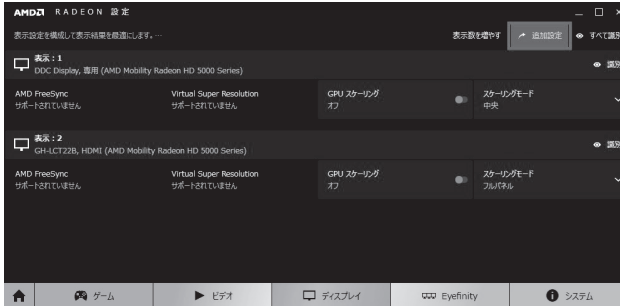 AMD RADEON 設定
表示設定を構成して表示結果を最適にします。…
表示数を増やす 追加設定 すべて識別
表示 : 1
DDC Display, 専用 (AMD Mobility Radeon HD 5000 Series)
識別
AMD FreeSync Virtual Super Resolution GPU スケーリング スケーリングモード
サポートされていません サポートされていません オフ 中央
表示 : 2
GH-LCT22B, HDMI (AMD Mobility Radeon HD 5000 Series)
識別
AMD FreeSync Virtual Super Resolution GPU スケーリング スケーリングモード
サポートされていません サポートされていません オフ フルパネル
ゲーム ビデオ ディスプレイ Eyefinity システム